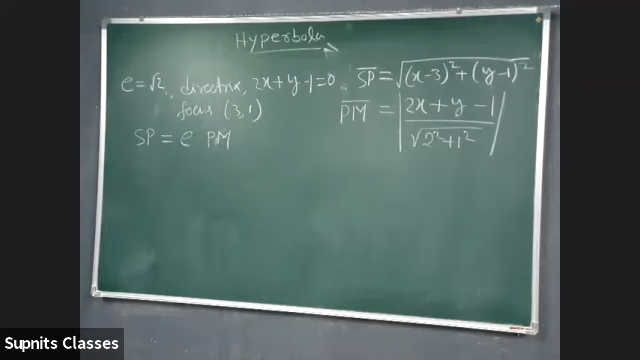 Hyperbola
e = √2, directrix, 2x + y - 1 = 0
focus (3, 1)
SP = e PM
SP = √(x-3)² + (y-1)²
PM = |2x + y - 1 / √2² + 1²|
Supnits Classes